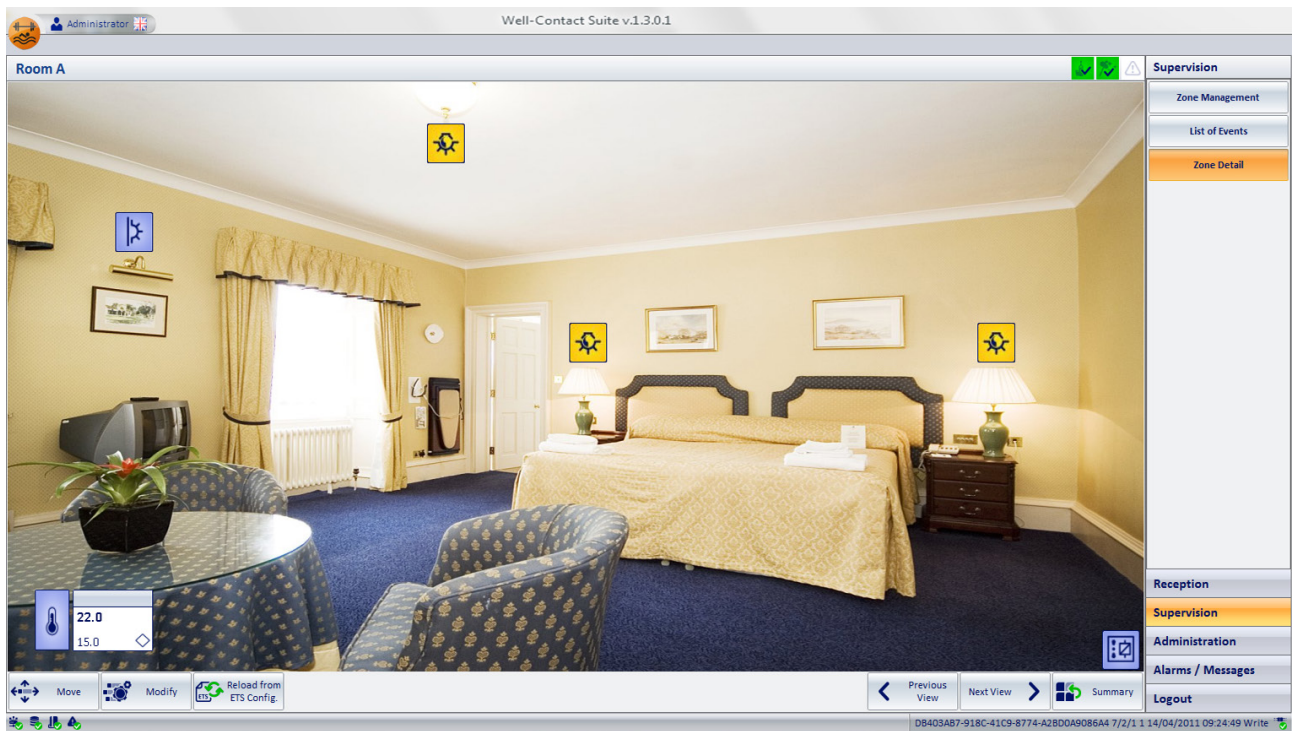 Administrator
Well-Contact Suite v.1.3.0.1
Room A
Supervision
Zone Management
List of Events
Zone Detail
22.0
15.0
Reception
Supervision
Administration
Alarms / Messages
Logout
Move
Modify
ETS
Reload from
ETS Config.
Previous
View
Next View
Summary
D8403AB7-918C-41C9-8774-A2BD0A9086A4 7/2/1 1 14/04/2011 09:24:49 Write